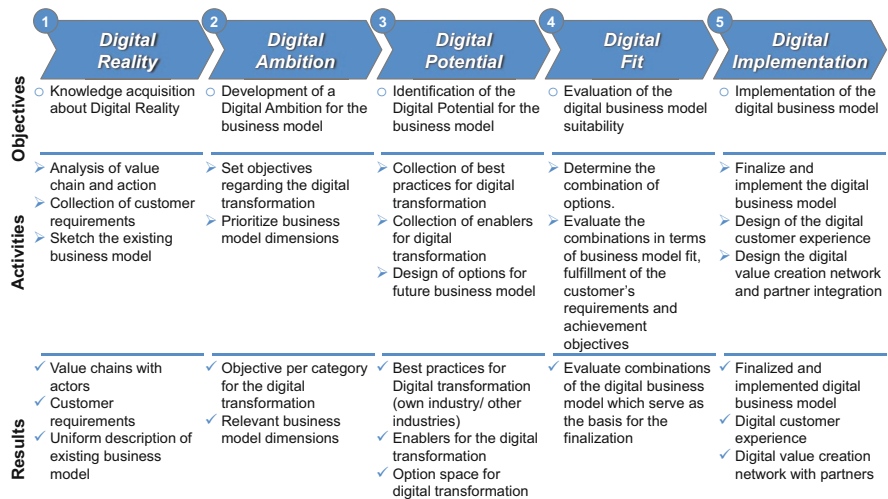 1
Digital
Reality
2
Digital
Ambition
3
Digital
Potential
4
Digital
Fit
5
Digital
Implementation
Objectives
Knowledge acquisition
about Digital Reality
Development of a
Digital Ambition for the
business model
Identification of the
Digital Potential for the
business model
Evaluation of the
digital business model
suitability
Implementation of the
digital business model
Activities
Analysis of value
chain and action
Collection of customer
requirements
Sketch the existing
business model
Set objectives
regarding the digital
transformation
Prioritize business
model dimensions
Collection of best
practices for digital
transformation
Collection of enablers
for digital
transformation
Design of options for
future business model
Determine the
combination of
options.
Evaluate the
combinations in terms
of business model fit,
fulfillment of the
customer's
requirements and
achievement
objectives
Finalize and
implement the digital
business model
Design of the digital
customer experience
Design the digital
value creation network
and partner integration
Results
Value chains with
actors
Customer
requirements
Uniform description of
existing business
model
Objective per category
for the digital
transformation
Relevant business
model dimensions
Best practices for
Digital transformation
(own industry/ other
industries)
Enablers for the digital
transformation
Option space for
digital transformation
Evaluate combinations
of the digital business
model which serve as
the basis for the
finalization
Finalized and
implemented digital
business model
Digital customer
experience
Digital value creation
network with partners